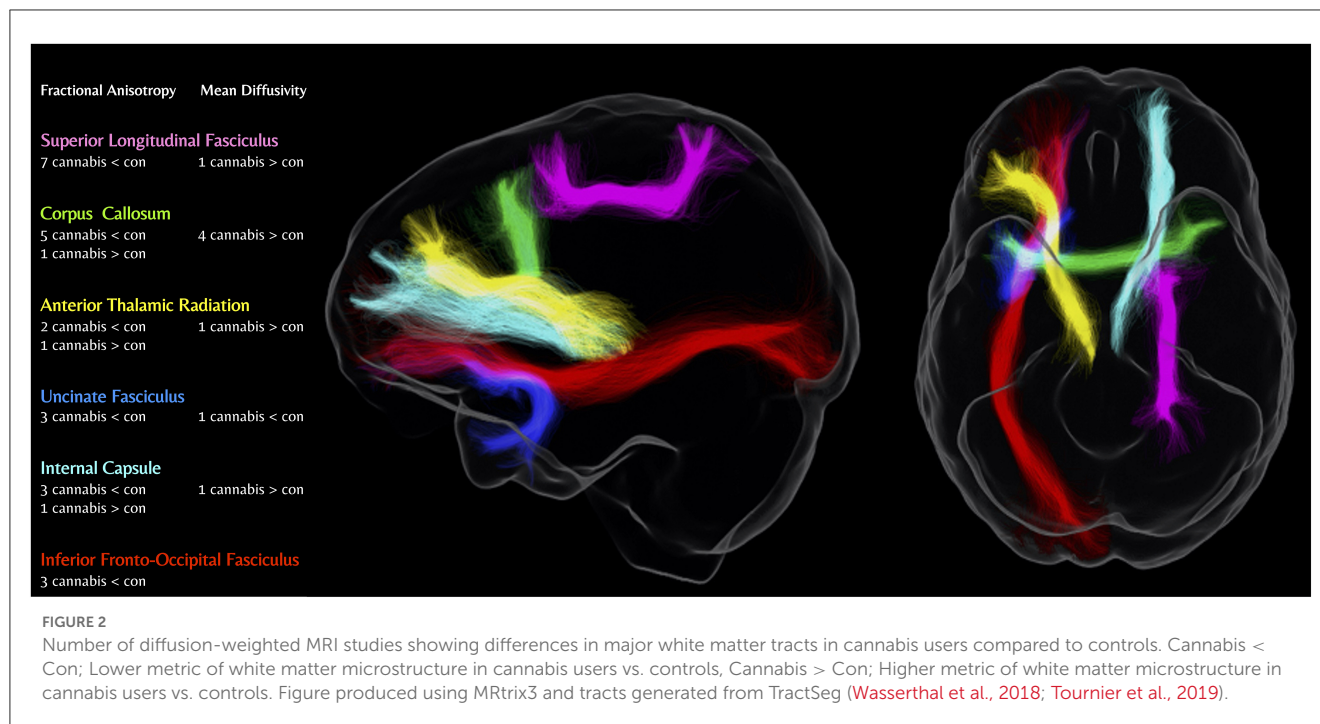 Fractional Anisotropy Mean Diffusivity
Superior Longitudinal Fasciculus
7 cannabis < con 1 cannabis > con
Corpus Callosum
5 cannabis < con 4 cannabis > con
1 cannabis > con
Anterior Thalamic Radiation
2 cannabis < con 1 cannabis > con
1 cannabis > con
Uncinate Fasciculus
3 cannabis < con 1 cannabis < con
Internal Capsule
3 cannabis < con 1 cannabis > con
1 cannabis > con
Inferior Fronto-Occipital Fasciculus
3 cannabis < con
FIGURE 2
Number of diffusion-weighted MRI studies showing differences in major white matter tracts in cannabis users compared to controls. Cannabis <
Con; Lower metric of white matter microstructure in cannabis users vs. controls, Cannabis > Con; Higher metric of white matter microstructure in
cannabis users vs. controls. Figure produced using MRtrix3 and tracts generated from TractSeg (Wasserthal et al., 2018; Tournier et al., 2019).